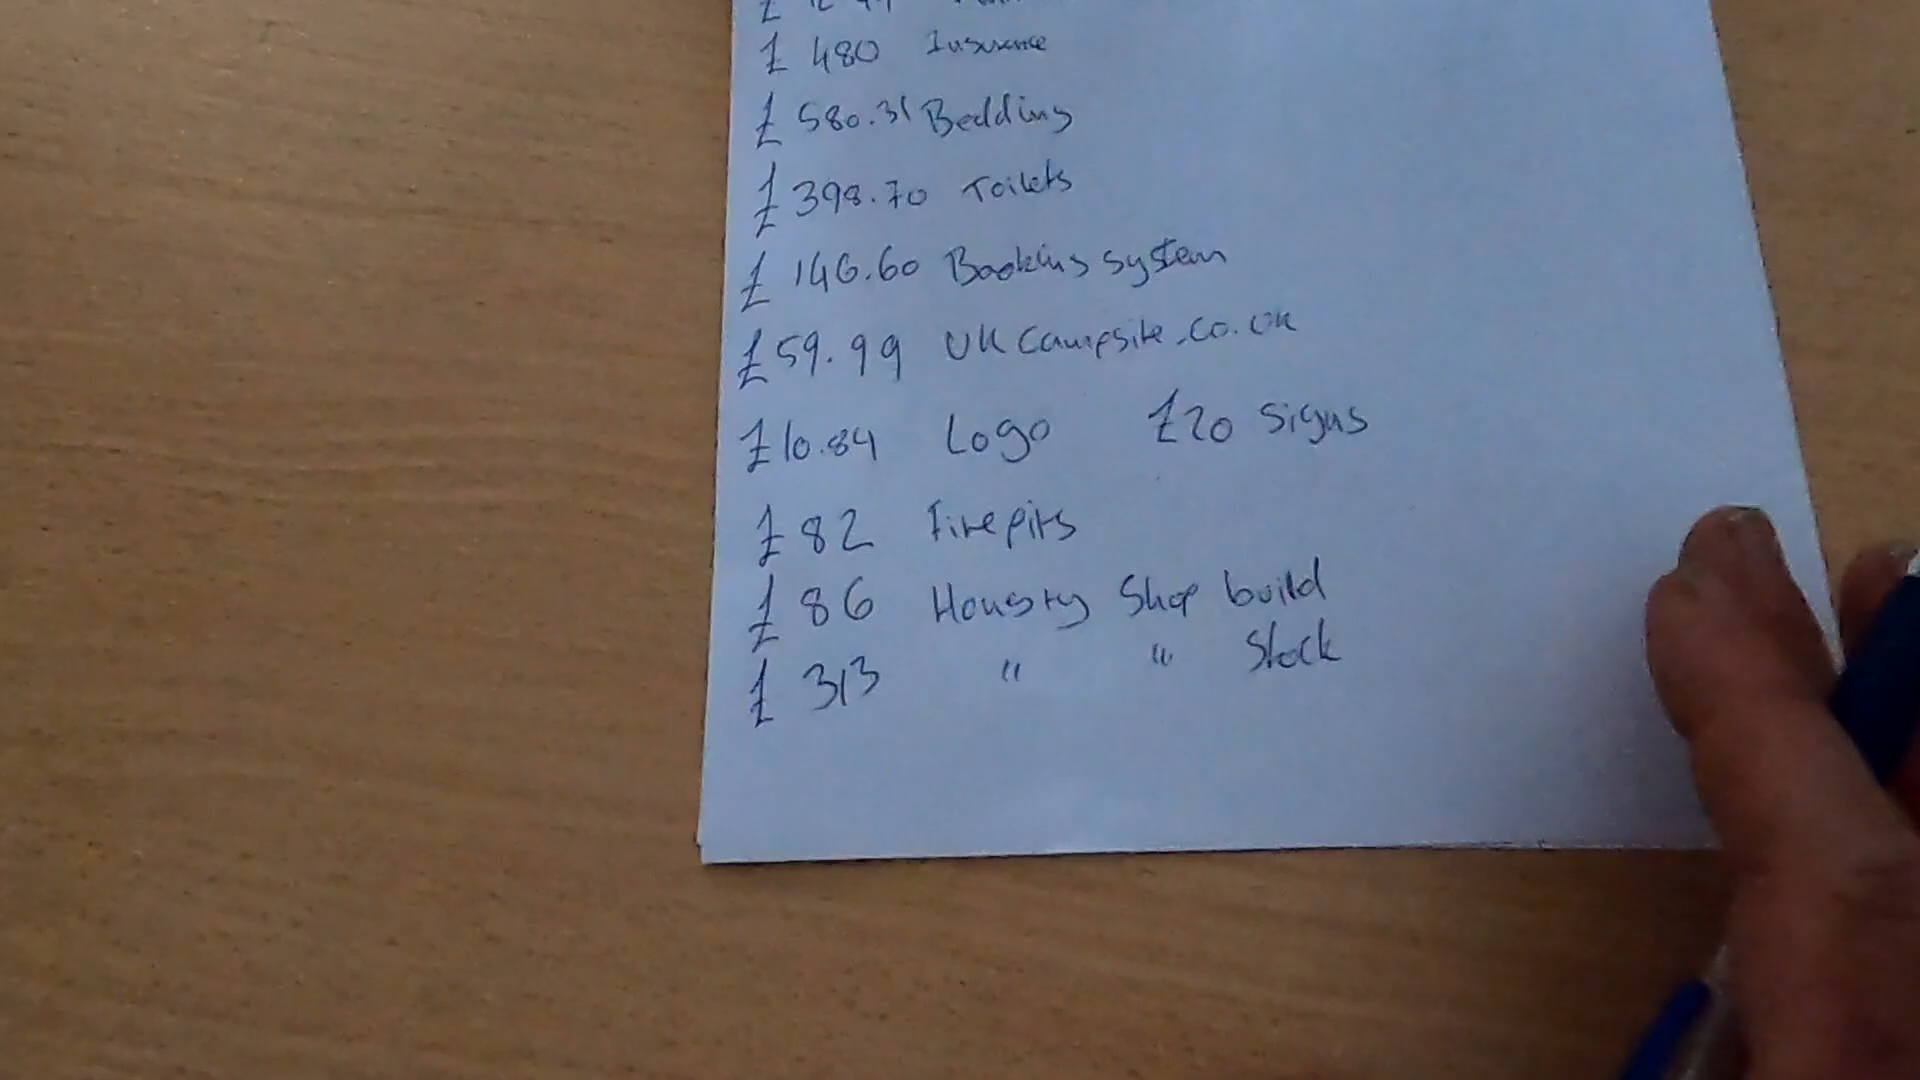 £ 480 Insurance
£ 580.31 Bedding
£ 398.70 Toilets
£ 146.60 Booking system
£59.99 UKCampsite.co.uk
£10.84 Logo £20 Signs
£ 82 Firepits
£ 86 Honesty Shop build
£ 313 " " Stock